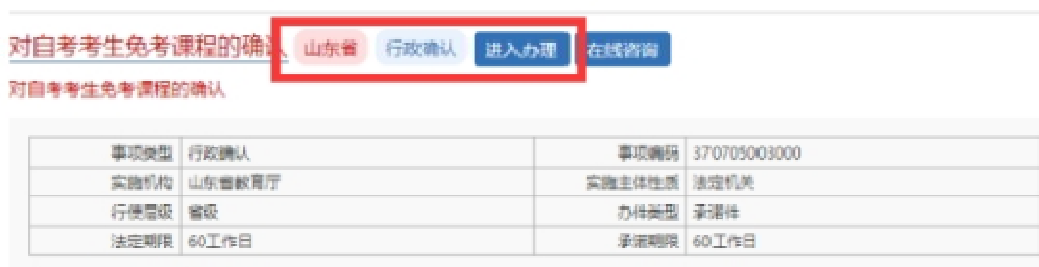 对自考考生免考课程的确认 山东省 行政确认 进入办理 在线咨询
对自考考生免考课程的确认
事项类型 行政确认 事项编码 370705003000
实施机构 山东省教育厅 实施主体性质 法定机关
行使层级 省级 办件类型 承诺件
法定期限 60工作日 承诺期限 60工作日